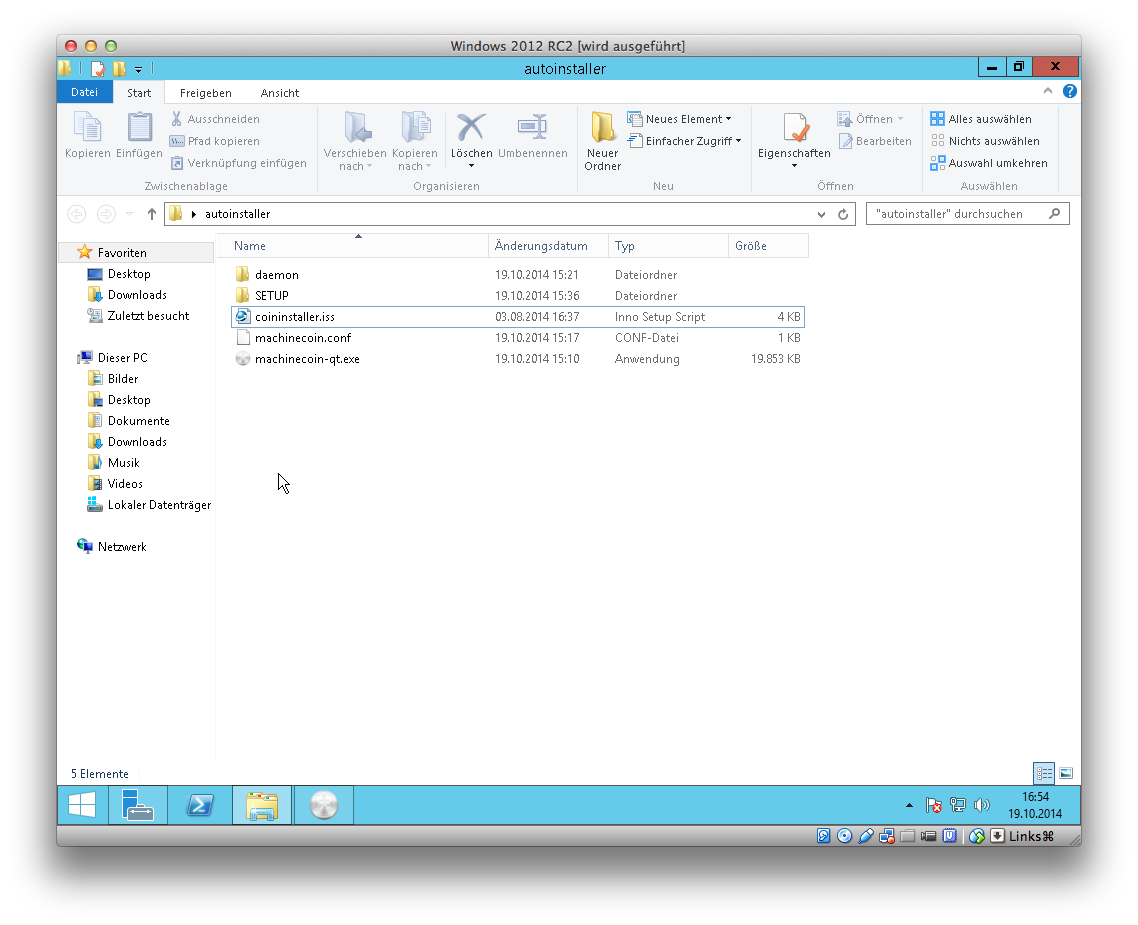 Windows 2012 RC2 [wird ausgeführt]
autoinstaller
Datei Start Freigeben Ansicht
Kopieren Einfügen Ausschneiden Pfad kopieren Verknüpfung einfügen
Zwischenablage
Verschieben nach Kopieren nach Löschen Umbenennen
Organisieren
Neuer Ordner Neues Element Einfacher Zugriff
Neu
Eigenschaften Öffnen Bearbeiten
Öffnen
Alles auswählen
Nichts auswählen
Auswahl umkehren
Auswählen
autoinstaller "autoinstaller" durchsuchen
Favoriten
Desktop
Downloads
Zuletzt besucht
Dieser PC
Bilder
Desktop
Dokumente
Downloads
Musik
Videos
Lokaler Datenträger
Netzwerk
Name Änderungsdatum Typ Größe
daemon 19.10.2014 15:21 Dateiordner
SETUP 19.10.2014 15:36 Dateiordner
coininstaller.iss 03.08.2014 16:37 Inno Setup Script 4 KB
machinecoin.conf 19.10.2014 15:17 CONF-Datei 1 KB
machinecoin-qt.exe 19.10.2014 15:10 Anwendung 19.853 KB
5 Elemente
16:54
19.10.2014
Links⌘